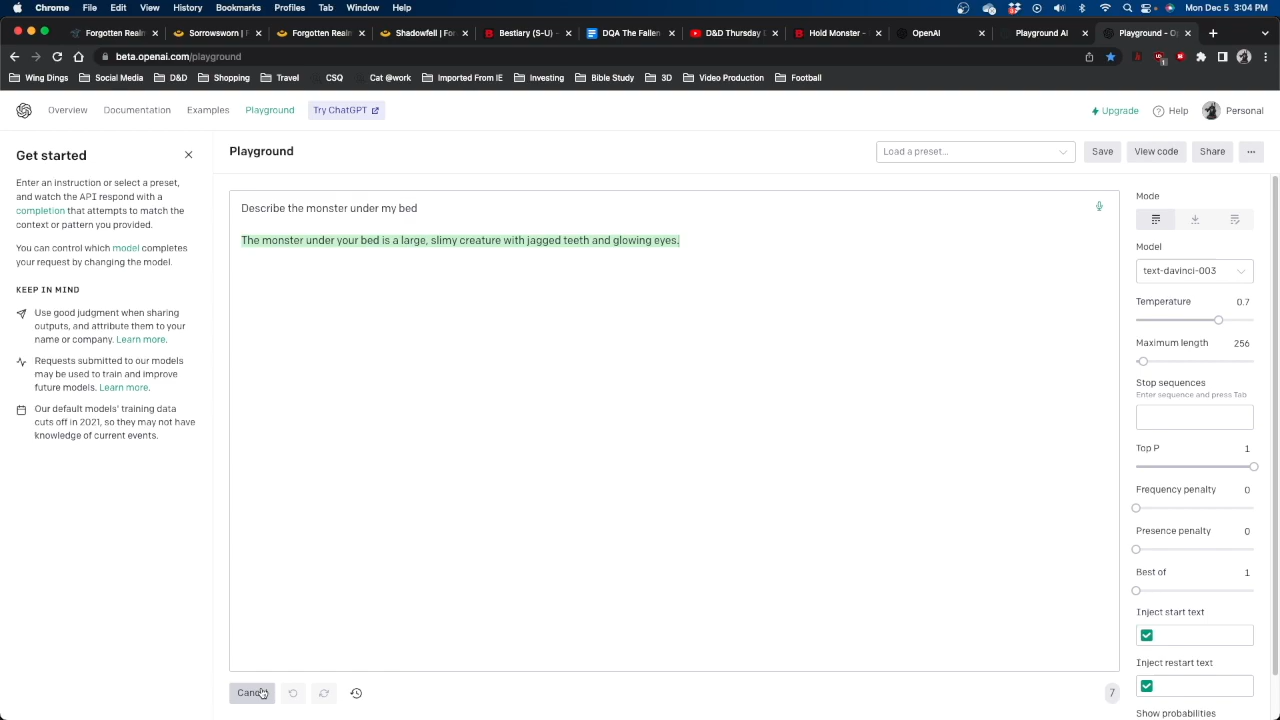 Chrome File Edit View History Bookmarks Profiles Tab Window Help
Mon Dec 5 3:04 PM
Forgotten Realm
Sorrowsworn |
Forgotten Realm
Shadowfell | Fo
Bestiary (S-U) -
DQA The Fallen
D&D Thursday
Hold Monster -
OpenAI
Playground AI
Playground - Op
beta.openai.com/playground
Wing Dings
Social Media
D&D
Shopping
Travel
CSQ
Cat @work
Imported From IE
Investing
Bible Study
3D
Video Production
Football
Overview
Documentation
Examples
Playground
Try ChatGPT
Upgrade
Help
Personal
Get started
Enter an instruction or select a preset,
and watch the API respond with a
completion that attempts to match the
context or pattern you provided.
You can control which model completes
your request by changing the model.
KEEP IN MIND
Use good judgment when sharing
outputs, and attribute them to your
name or company. Learn more.
Requests submitted to our models
may be used to train and improve
future models. Learn more.
Our default models' training data
cuts off in 2021, so they may not have
knowledge of current events.
Playground
Load a preset...
Save
View code
Share
Describe the monster under my bed
The monster under your bed is a large, slimy creature with jagged teeth and glowing eyes.
Cancel
7
Mode
Model
text-davinci-003
Temperature 0.7
Maximum length 256
Stop sequences
Enter sequence and press Tab
Top P 1
Frequency penalty 0
Presence penalty 0
Best of 1
Inject start text
Inject restart text
Show probabilities